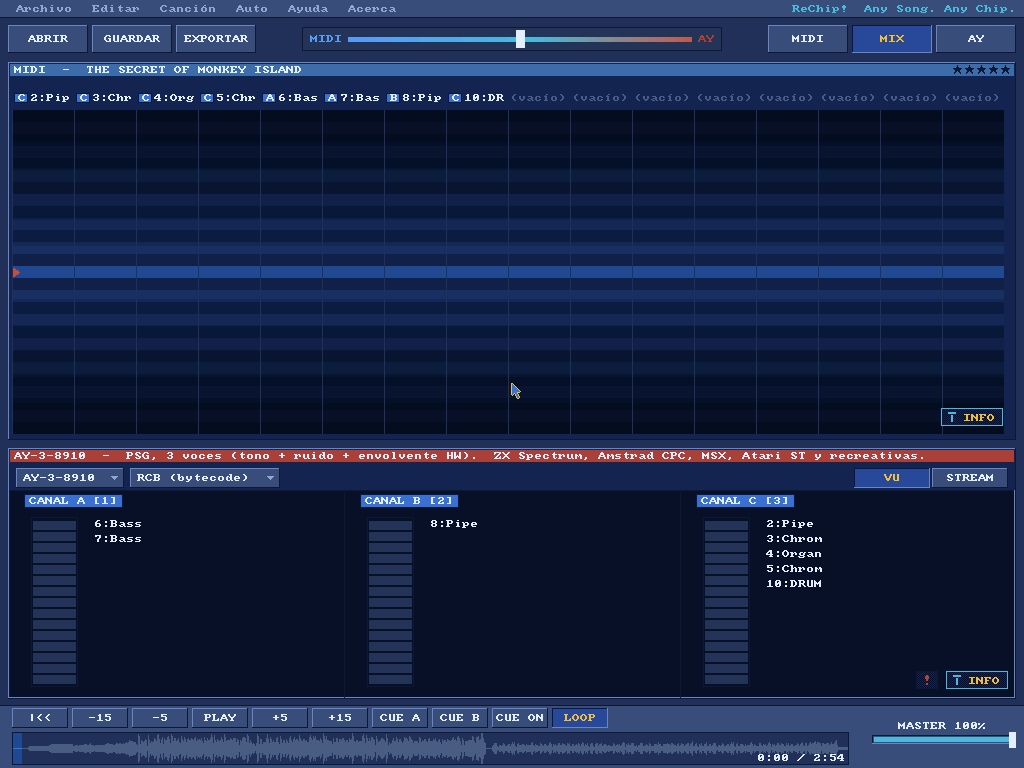 Archivo Editar Canción Auto Ayuda Acerca ReChip! Any Song. Any Chip.
ABRIR GUARDAR EXPORTAR MIDI AY MIDI MIX AY
MIDI - THE SECRET OF MONKEY ISLAND ★★★★★
C 2:Pip C 3:Chr C 4:Org C 5:Chr A 6:Bas A 7:Bas B 8:Pip C 10:DR (vacío) (vacío) (vacío) (vacío) (vacío) (vacío) (vacío) (vacío)
T INFO
AY-3-8910 - PSG, 3 voces (tono + ruido + envolvente HW). ZX Spectrum, Amstrad CPC, MSX, Atari ST y recreativas.
AY-3-8910 RCB (bytecode) VU STREAM
CANAL A [1] CANAL B [2] CANAL C [3]
6:Bass 8:Pipe 2:Pipe
7:Bass 3:Chrom
4:Organ
5:Chrom
10:DRUM
! T INFO
|<< -15 -5 PLAY +5 +15 CUE A CUE B CUE ON LOOP
MASTER 100%
0:00 / 2:54